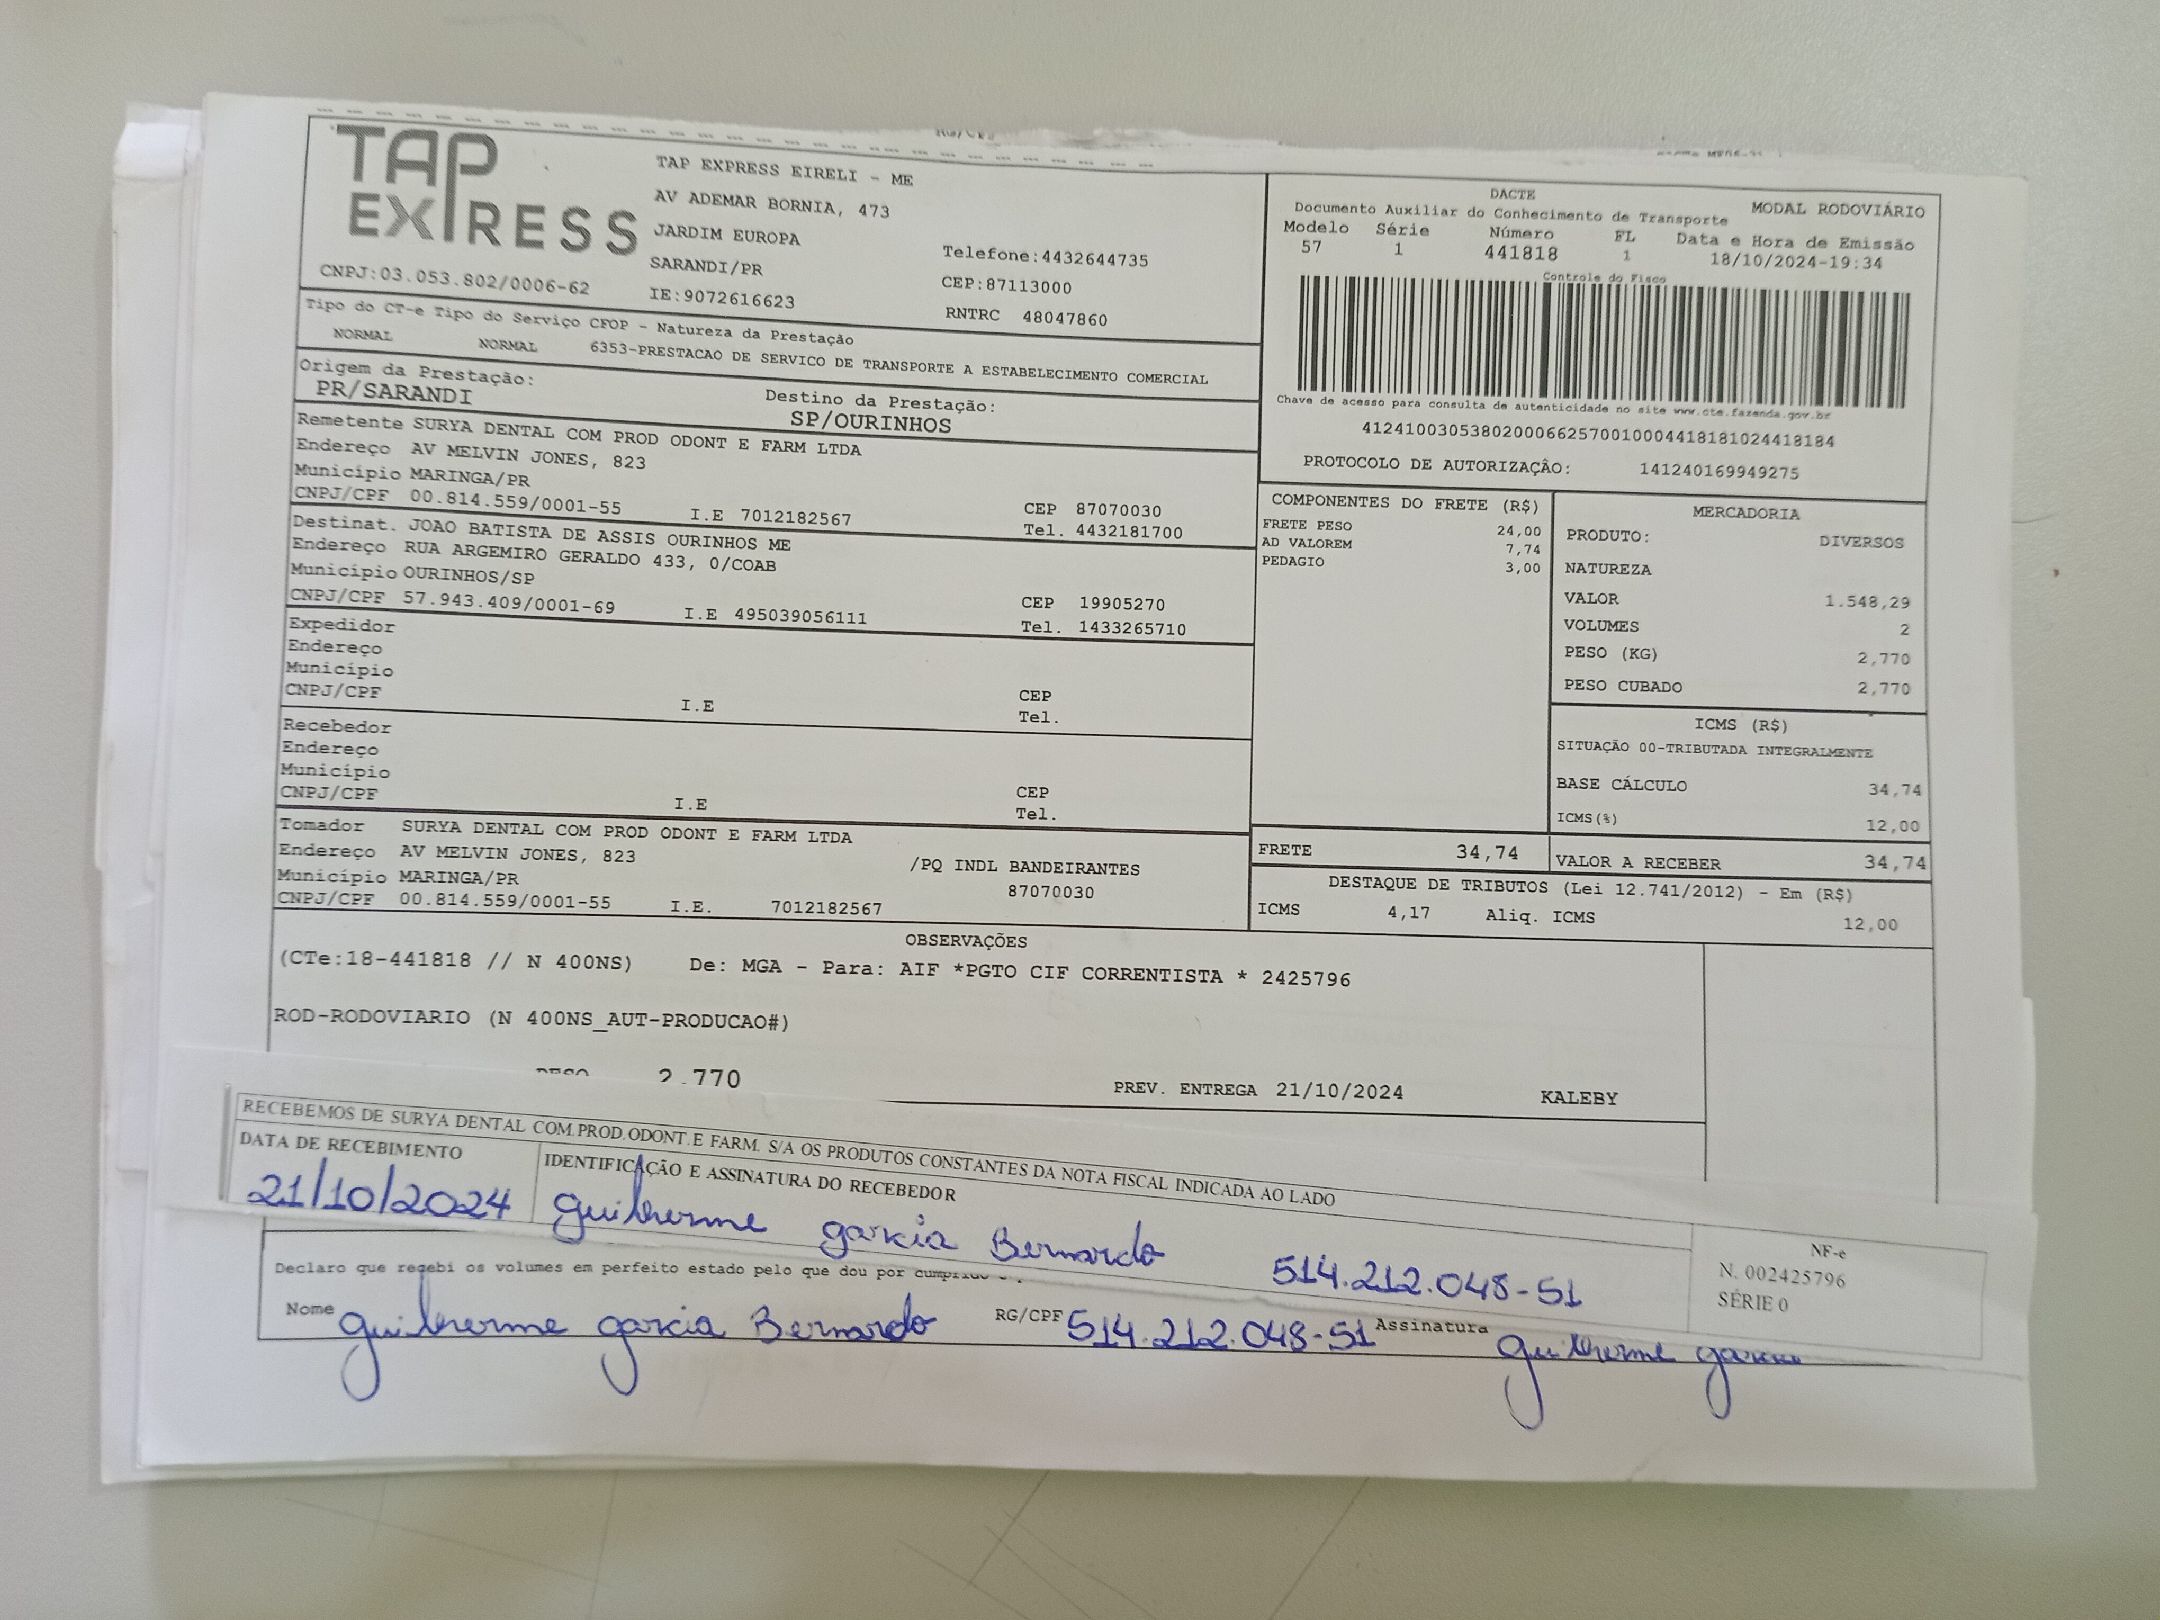 TAP
EXPRESS
TAP EXPRESS EIRELI - ME
AV ADEMAR BORNIA, 473
JARDIM EUROPA
SARANDI/PR
IE:9072616623
CNPJ:03.053.802/0006-62
Telefone:4432644735
CEP:87113000
RNTRC 48047860
Tipo do CT-e Tipo do Serviço CFOP - Natureza da Prestação
NORMAL NORMAL 6353-PRESTACAO DE SERVICO DE TRANSPORTE A ESTABELECIMENTO COMERCIAL
Origem da Prestação: Destino da Prestação:
PR/SARANDI SP/OURINHOS
DACTE
Documento Auxiliar do Conhecimento de Transporte MODAL RODOVIÁRIO
Modelo Série Número FL Data e Hora de Emissão
57 1 441818 1 18/10/2024-19:34
Controle do Fisco
Chave de acesso para consulta de autenticidade no site www.cte.fazenda.gov.br
41241003053802000662570010004418181024418184
PROTOCOLO DE AUTORIZAÇÃO: 141240169949275
Remetente SURYA DENTAL COM PROD ODONT E FARM LTDA
Endereço AV MELVIN JONES, 823
Município MARINGA/PR CEP 87070030
CNPJ/CPF 00.814.559/0001-55 I.E 7012182567 Tel. 4432181700
Destinat. JOAO BATISTA DE ASSIS OURINHOS ME
Endereço RUA ARGEMIRO GERALDO 433, 0/COAB
Município OURINHOS/SP CEP 19905270
CNPJ/CPF 57.943.409/0001-69 I.E 495039056111 Tel. 1433265710
Expedidor
Endereço
Município CEP
CNPJ/CPF I.E Tel.
Recebedor
Endereço
Município CEP
CNPJ/CPF I.E Tel.
Tomador SURYA DENTAL COM PROD ODONT E FARM LTDA
Endereço AV MELVIN JONES, 823 /PQ INDL BANDEIRANTES
Município MARINGA/PR 87070030
CNPJ/CPF 00.814.559/0001-55 I.E. 7012182567
COMPONENTES DO FRETE (R$)
FRETE PESO 24,00
AD VALOREM 7,74
PEDAGIO 3,00
MERCADORIA
PRODUTO: DIVERSOS
NATUREZA
VALOR 1.548,29
VOLUMES 2
PESO (KG) 2,770
PESO CUBADO 2,770
ICMS (R$)
SITUAÇÃO 00-TRIBUTADA INTEGRALMENTE
BASE CÁLCULO 34,74
ICMS(%) 12,00
FRETE 34,74 VALOR A RECEBER 34,74
DESTAQUE DE TRIBUTOS (Lei 12.741/2012) - Em (R$)
ICMS 4,17 Aliq. ICMS 12,00
OBSERVAÇÕES
(CTe:18-441818 // N 400NS) De: MGA - Para: AIF *PGTO CIF CORRENTISTA * 2425796
ROD-RODOVIARIO (N 400NS_AUT-PRODUCAO#)
PESO 2.770 PREV. ENTREGA 21/10/2024 KALEBY
RECEBEMOS DE SURYA DENTAL COM.PROD.ODONT.E FARM. S/A OS PRODUTOS CONSTANTES DA NOTA FISCAL INDICADA AO LADO
DATA DE RECEBIMENTO IDENTIFICAÇÃO E ASSINATURA DO RECEBEDOR
21/10/2024 Guilherme garcia Bernardo 514.212.048-51
NF-e
N. 002425796
SÉRIE 0
Declaro que recebi os volumes em perfeito estado pelo que dou por
Nome Guilherme garcia Bernardo RG/CPF 514.212.048-51 Assinatura Guilherme garcia